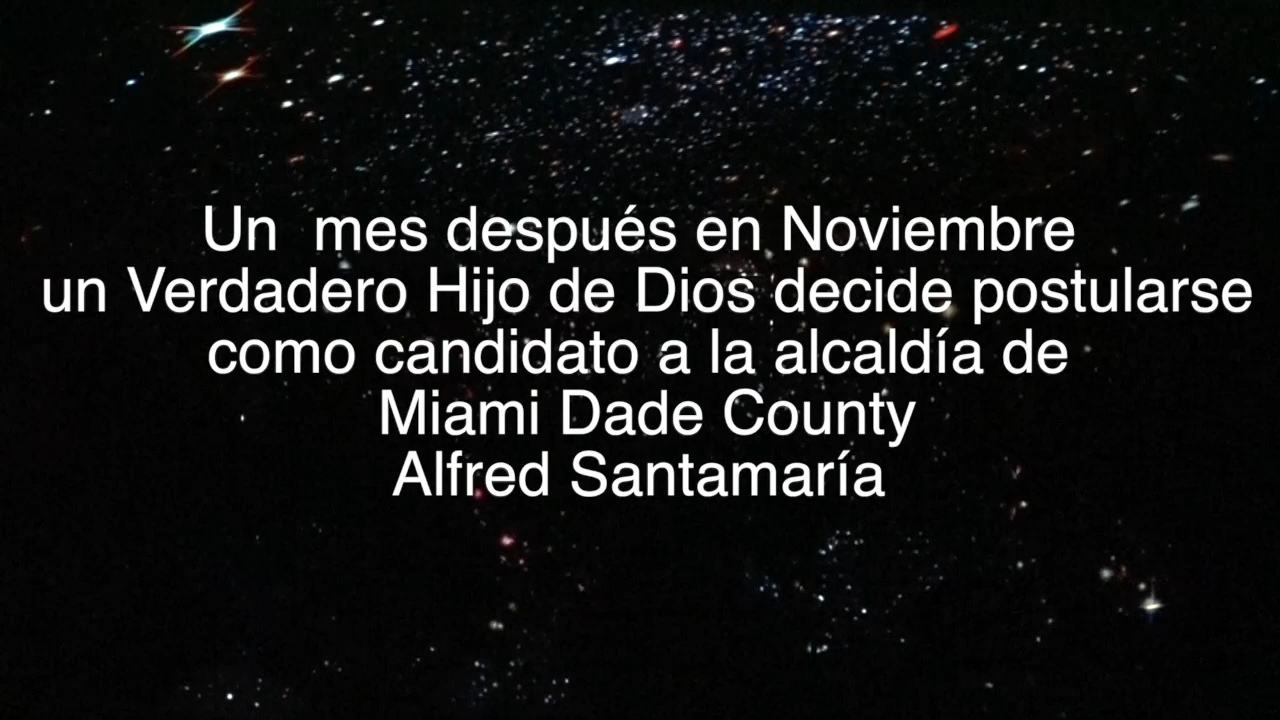 Un  mes después en Noviembre
un Verdadero Hijo de Dios decide postularse
como candidato a la alcaldía de
Miami Dade County
Alfred Santamaría